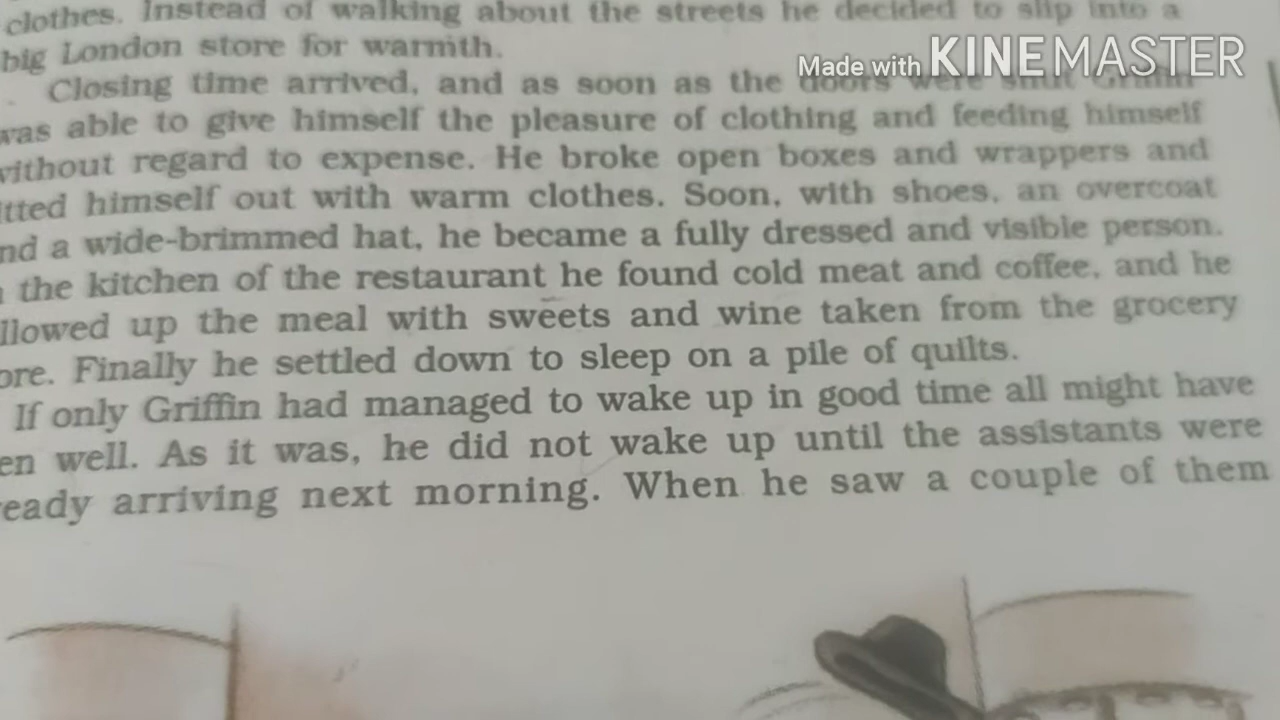 clothes. Instead of walking about the streets he decided to slip into a
big London store for warmth.
Made with KINEMASTER
Closing time arrived, and as soon as the doors were shut Griffin
was able to give himself the pleasure of clothing and feeding himself
without regard to expense. He broke open boxes and wrappers and
itted himself out with warm clothes. Soon, with shoes, an overcoat
nd a wide-brimmed hat, he became a fully dressed and visible person.
the kitchen of the restaurant he found cold meat and coffee, and he
llowed up the meal with sweets and wine taken from the grocery
ore. Finally he settled down to sleep on a pile of quilts.
If only Griffin had managed to wake up in good time all might have
en well. As it was, he did not wake up until the assistants were
eady arriving next morning. When he saw a couple of them